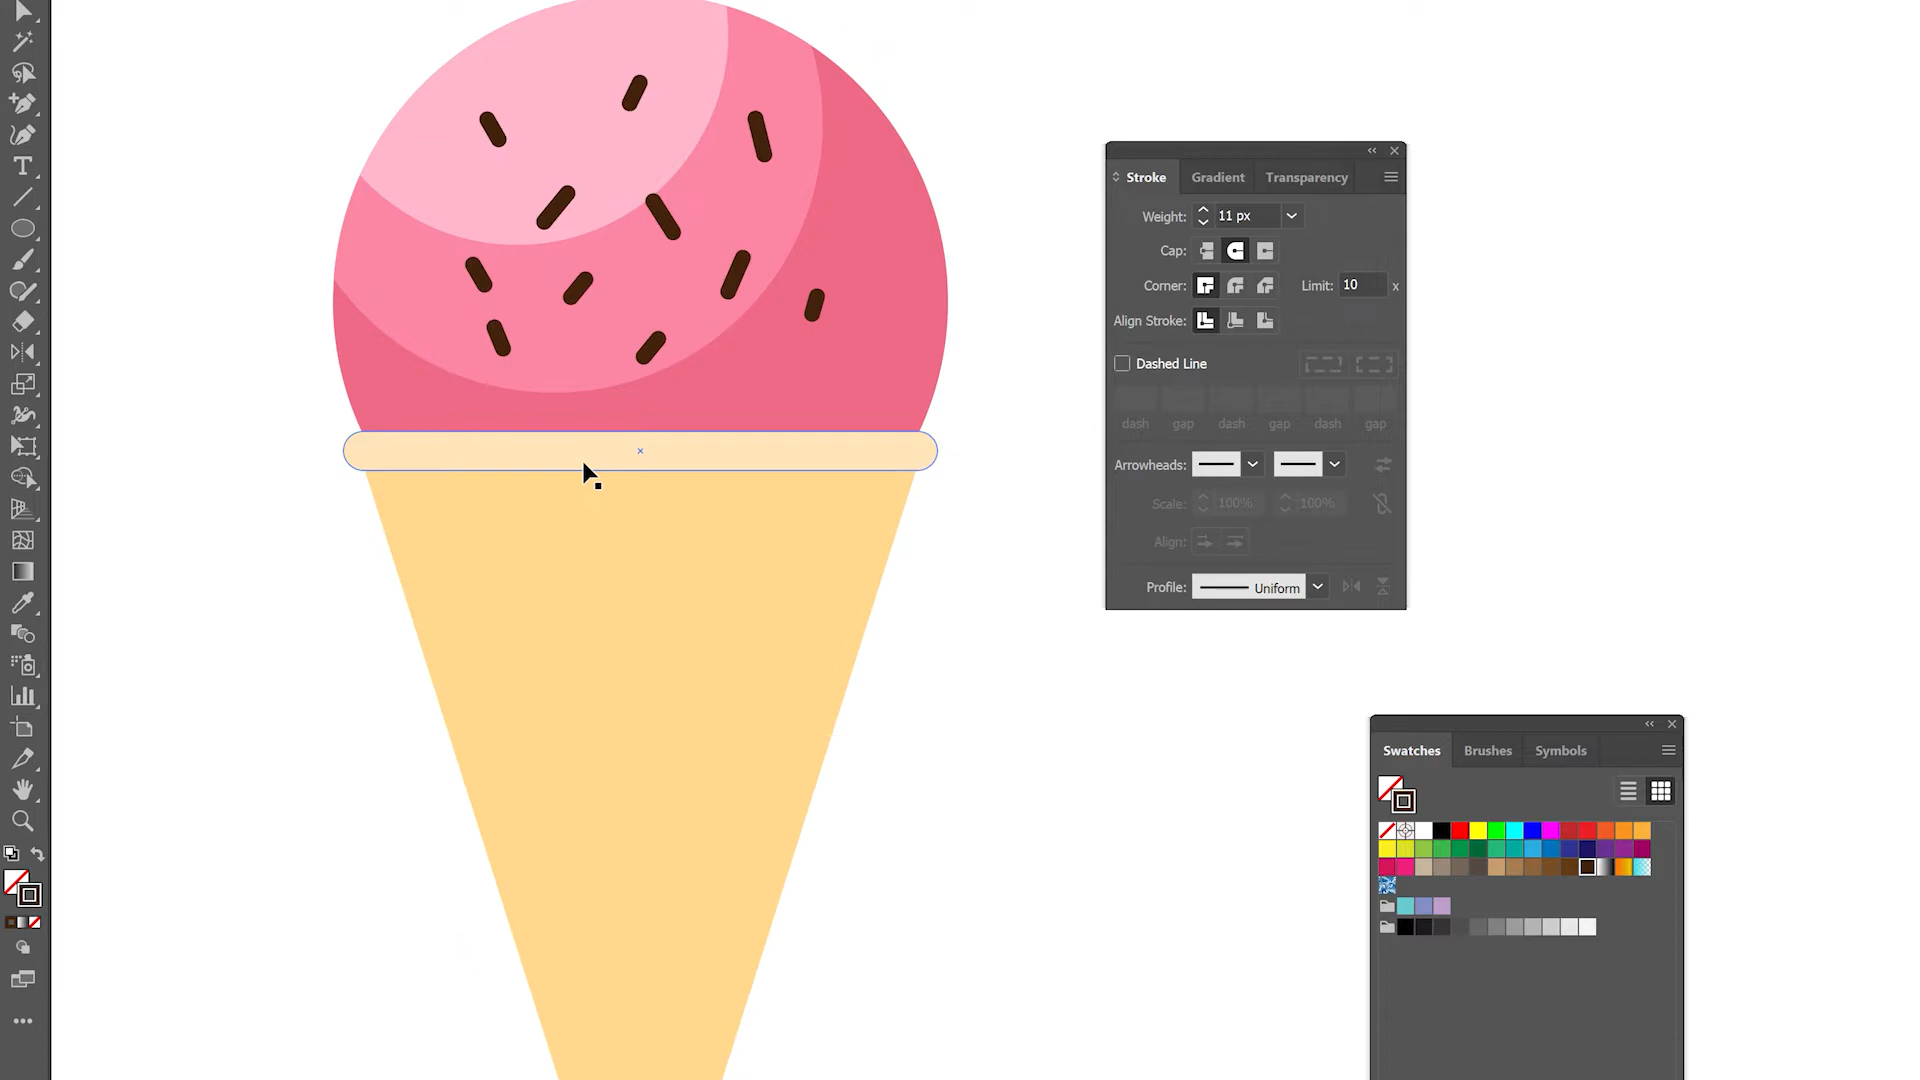 Stroke Gradient Transparency
Weight: 11 px
Cap:
Corner: Limit: 10 x
Align Stroke:
Dashed Line
dash gap dash gap dash gap
Arrowheads:
Scale: 100% 100%
Align:
Profile: Uniform
Swatches Brushes Symbols